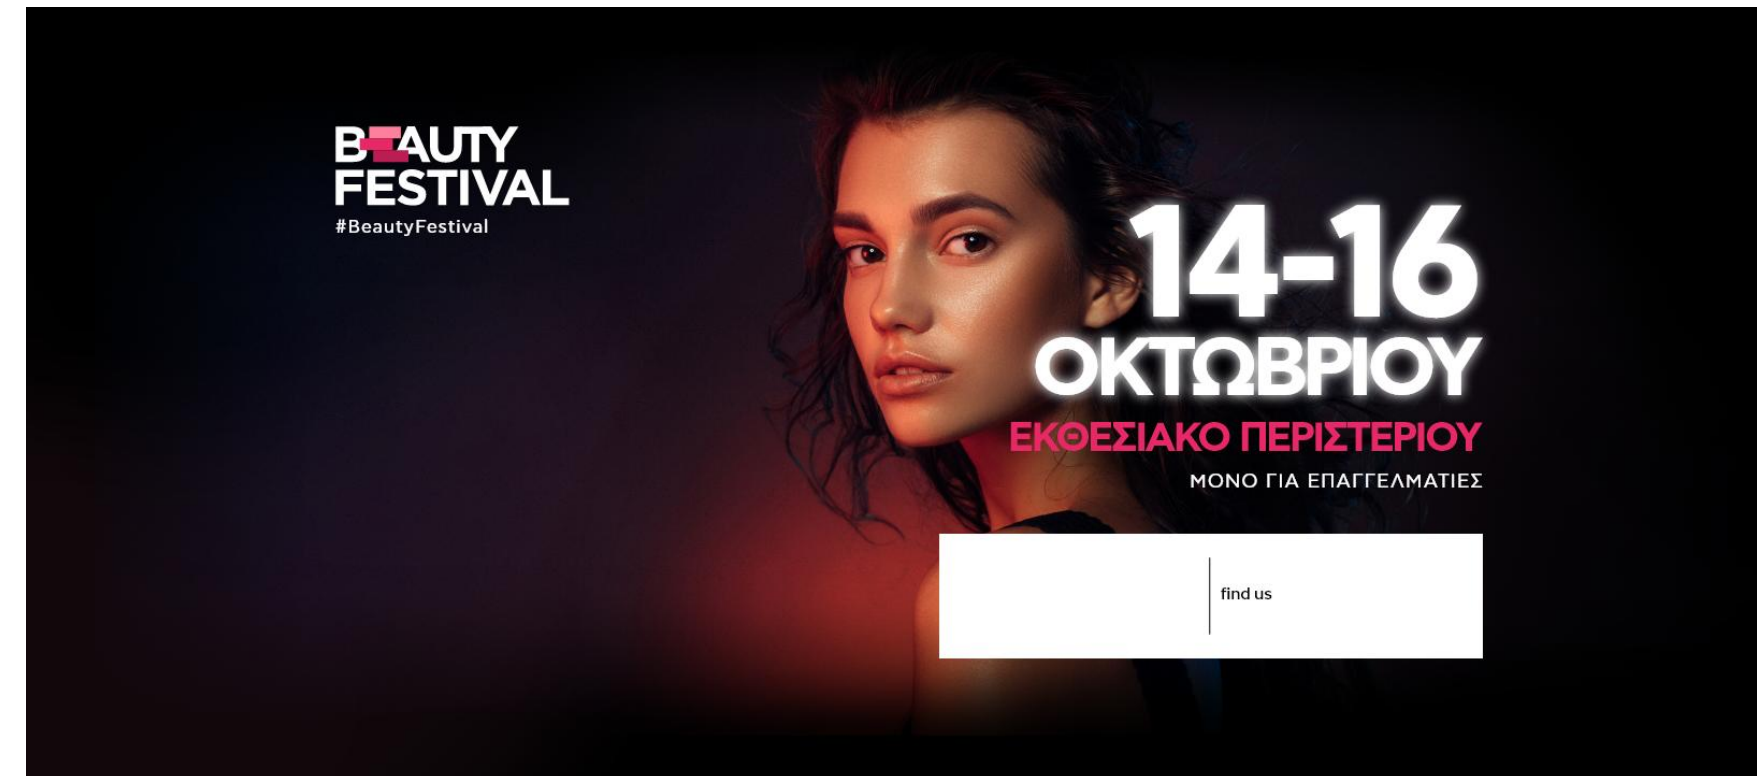 BEAUTY
FESTIVAL
#BeautyFestival
14-16
ΟΚΤΩΒΡΙΟΥ
ΕΚΘΕΣΙΑΚΟ ΠΕΡΙΣΤΕΡΙΟΥ
ΜΟΝΟ ΓΙΑ ΕΠΑΓΓΕΛΜΑΤΙΕΣ
find us